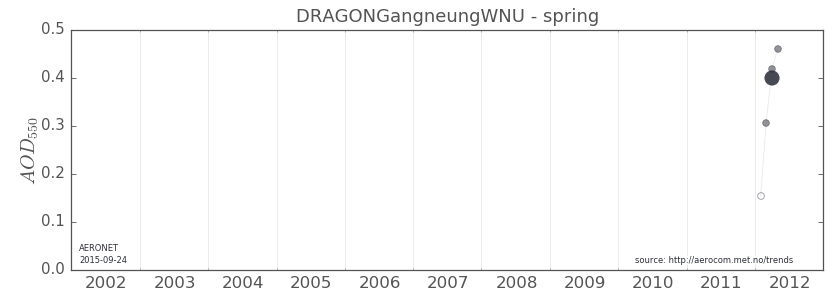 DRAGONGangneungWNU - spring
0.5
0.4
0.3
0.2
0.1
0.0
AOD550
AERONET
2015-09-24
source: http://aerocom.met.no/trends
2002 2003 2004 2005 2006 2007 2008 2009 2010 2011 2012